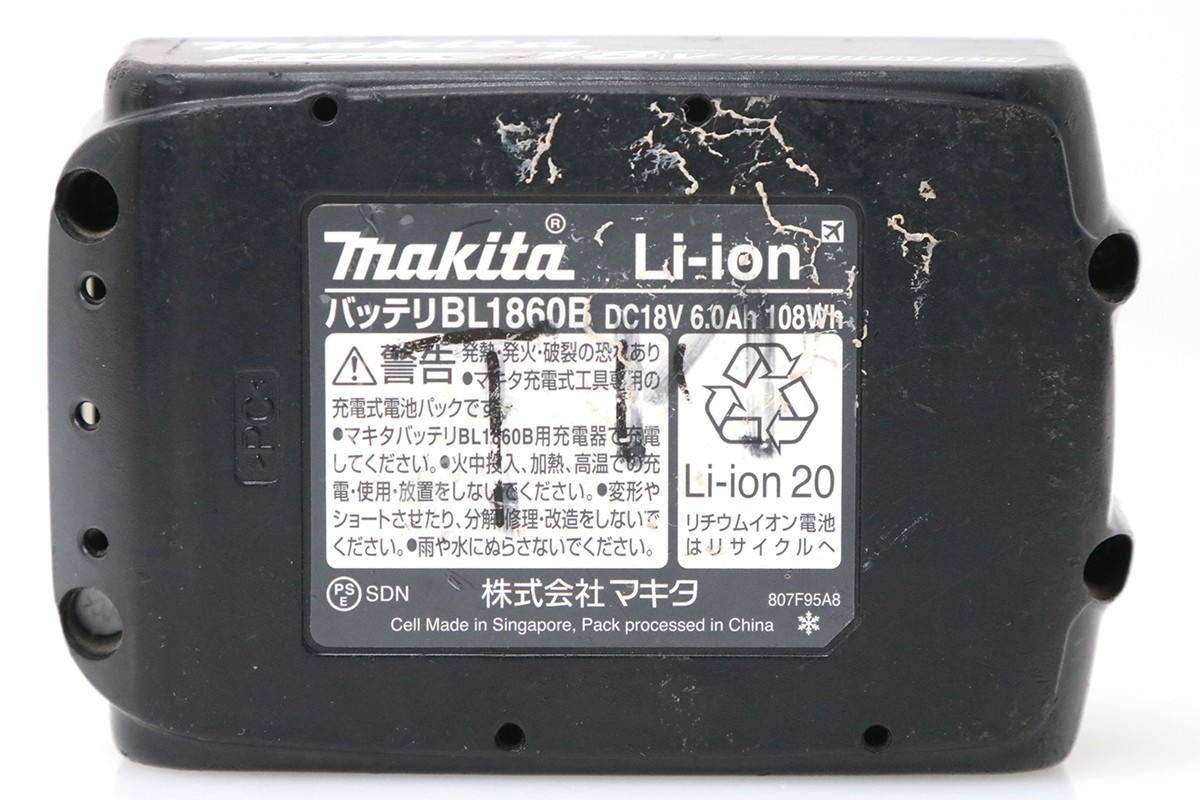 makita
makita® Li-ion
バッテリBL1860B DC18V 6.0Ah 108Wh
警告 発熱・発火・破裂の恐れあり
●マキタ充電式工具専用の
充電式電池パックです。
●マキタバッテリBL1860B用充電器で充電
してください。●火中投入、加熱、高温での充
電・使用・放置をしないでください。●変形や
ショートさせたり、分解・修理・改造をしないで
ください。●雨や水にぬらさないでください。
Li-ion 20
リチウムイオン電池
はリサイクルへ
PS
E
SDN
株式会社 マキタ
807F95A8
Cell Made in Singapore, Pack processed in China
>PC<